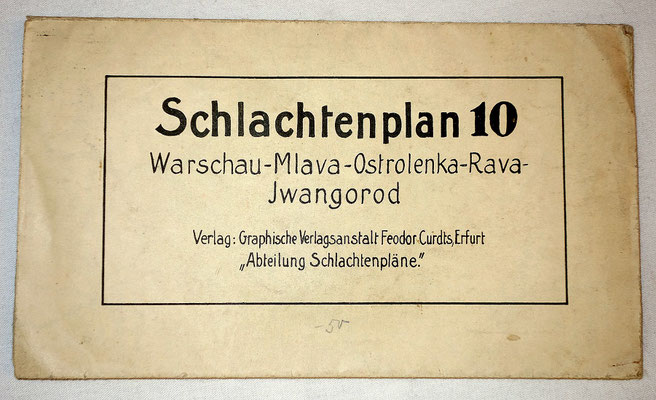 Schlachtenplan 10
Warschau-Mlava-Ostrolenka-Rava-
Jwangorod
Verlag: Graphische Verlagsanstalt Feodor Curdts, Erfurt
„Abteilung Schlachtenpläne."